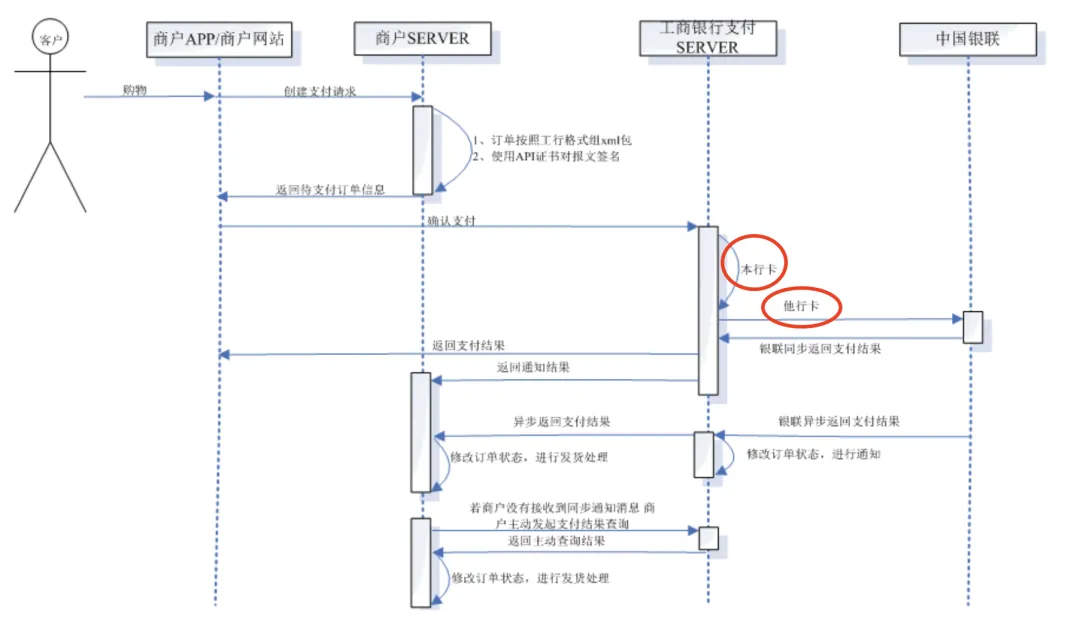 客户
商户APP/商户网站
商户SERVER
工商银行支付
SERVER
中国银联
购物
创建支付请求
1、订单按照工行格式组xml包
2、使用API证书对报文签名
返回待支付订单信息
确认支付
本行卡
他行卡
返回支付结果
银联同步返回支付结果
返回通知结果
异步返回支付结果
银联异步返回支付结果
修改订单状态，进行发货处理
修改订单状态，进行通知
若商户没有接收到同步通知消息 商
户主动发起支付结果查询
返回主动查询结果
修改订单状态，进行发货处理